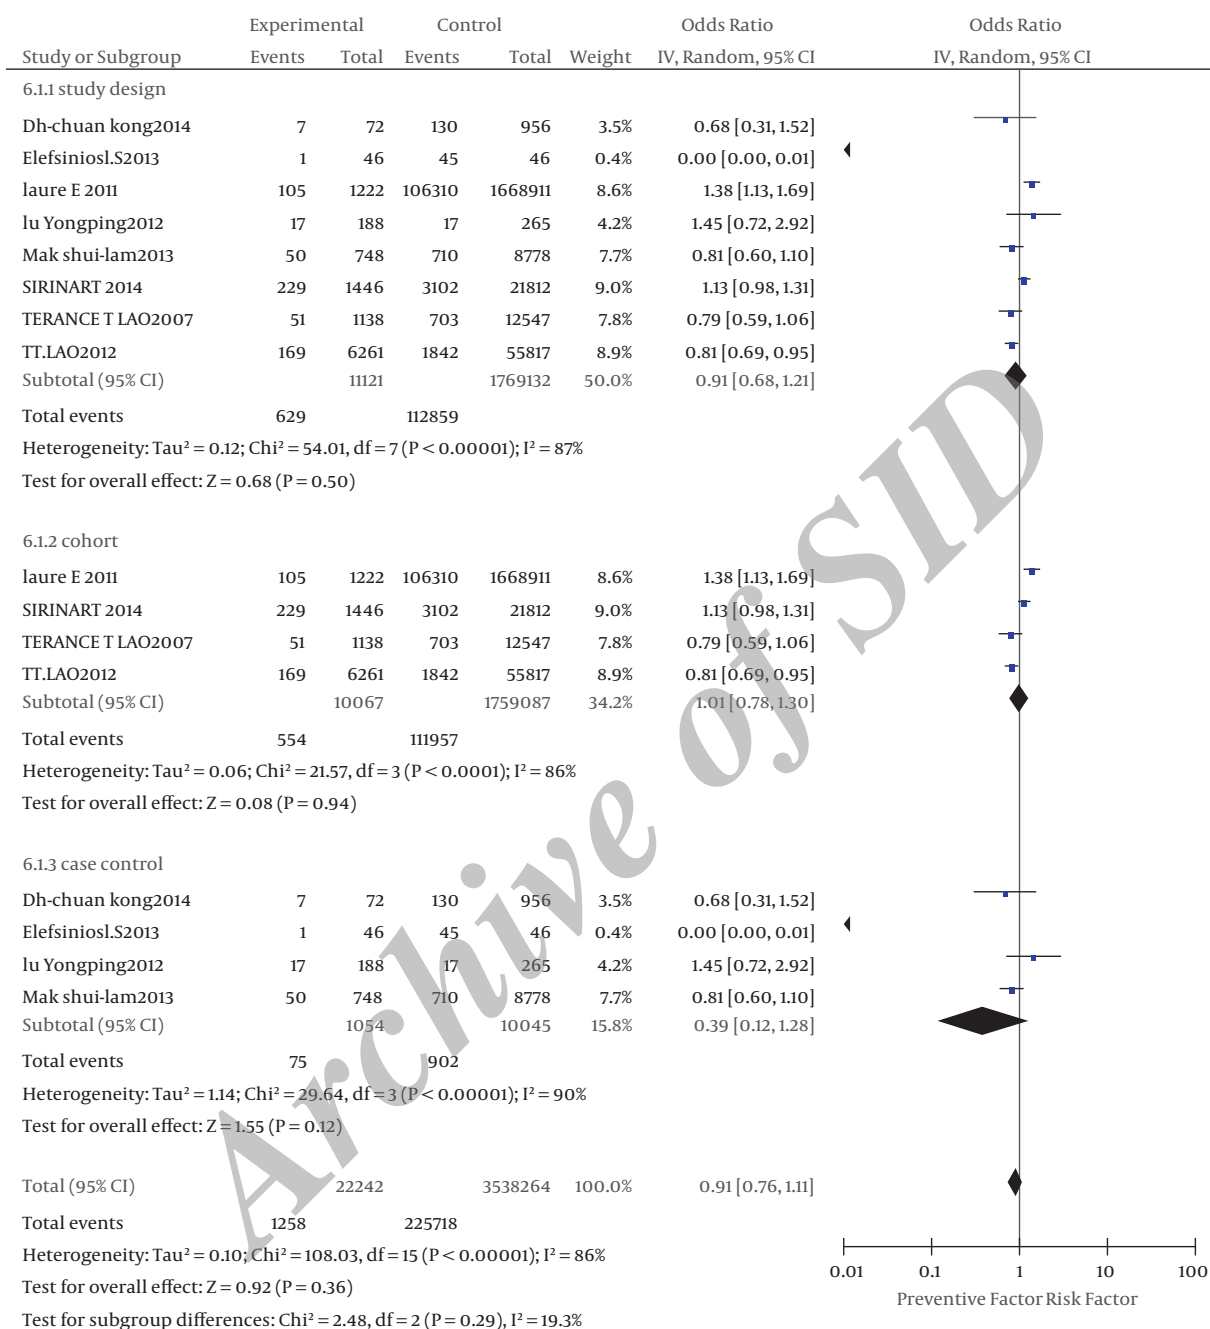 Experimental Control Odds Ratio Odds Ratio
Study or Subgroup Events Total Events Total Weight IV, Random, 95% CI IV, Random, 95% CI
6.1.1 study design
Dh-chuan kong2014 7 72 130 956 3.5% 0.68 [0.31, 1.52]
Elefsiniosl.S2013 1 46 45 46 0.4% 0.00 [0.00, 0.01]
laure E 2011 105 1222 106310 1668911 8.6% 1.38 [1.13, 1.69]
lu Yongping2012 17 188 17 265 4.2% 1.45 [0.72, 2.92]
Mak shui-lam2013 50 748 710 8778 7.7% 0.81 [0.60, 1.10]
SIRINART 2014 229 1446 3102 21812 9.0% 1.13 [0.98, 1.31]
TERANCE T LAO2007 51 1138 703 12547 7.8% 0.79 [0.59, 1.06]
TT.LAO2012 169 6261 1842 55817 8.9% 0.81 [0.69, 0.95]
Subtotal (95% CI) 11121 1769132 50.0% 0.91 [0.68, 1.21]
Total events 629 112859
Heterogeneity: Tau² = 0.12; Chi² = 54.01, df = 7 (P < 0.00001); I² = 87%
Test for overall effect: Z = 0.68 (P = 0.50)
6.1.2 cohort
laure E 2011 105 1222 106310 1668911 8.6% 1.38 [1.13, 1.69]
SIRINART 2014 229 1446 3102 21812 9.0% 1.13 [0.98, 1.31]
TERANCE T LAO2007 51 1138 703 12547 7.8% 0.79 [0.59, 1.06]
TT.LAO2012 169 6261 1842 55817 8.9% 0.81 [0.69, 0.95]
Subtotal (95% CI) 10067 1759087 34.2% 1.01 [0.78, 1.30]
Total events 554 111957
Heterogeneity: Tau² = 0.06; Chi² = 21.57, df = 3 (P < 0.0001); I² = 86%
Test for overall effect: Z = 0.08 (P = 0.94)
6.1.3 case control
Dh-chuan kong2014 7 72 130 956 3.5% 0.68 [0.31, 1.52]
Elefsiniosl.S2013 1 46 45 46 0.4% 0.00 [0.00, 0.01]
lu Yongping2012 17 188 17 265 4.2% 1.45 [0.72, 2.92]
Mak shui-lam2013 50 748 710 8778 7.7% 0.81 [0.60, 1.10]
Subtotal (95% CI) 1054 10045 15.8% 0.39 [0.12, 1.28]
Total events 75 902
Heterogeneity: Tau² = 1.14; Chi² = 29.64, df = 3 (P < 0.00001); I² = 90%
Test for overall effect: Z = 1.55 (P = 0.12)
Total (95% CI) 22242 3538264 100.0% 0.91 [0.76, 1.11]
Total events 1258 225718
Heterogeneity: Tau² = 0.10; Chi² = 108.03, df = 15 (P < 0.00001); I² = 86%
Test for overall effect: Z = 0.92 (P = 0.36)
Test for subgroup differences: Chi² = 2.48, df = 2 (P = 0.29), I² = 19.3%
0.01 0.1 1 10 100
Preventive Factor Risk Factor
Archive of SID